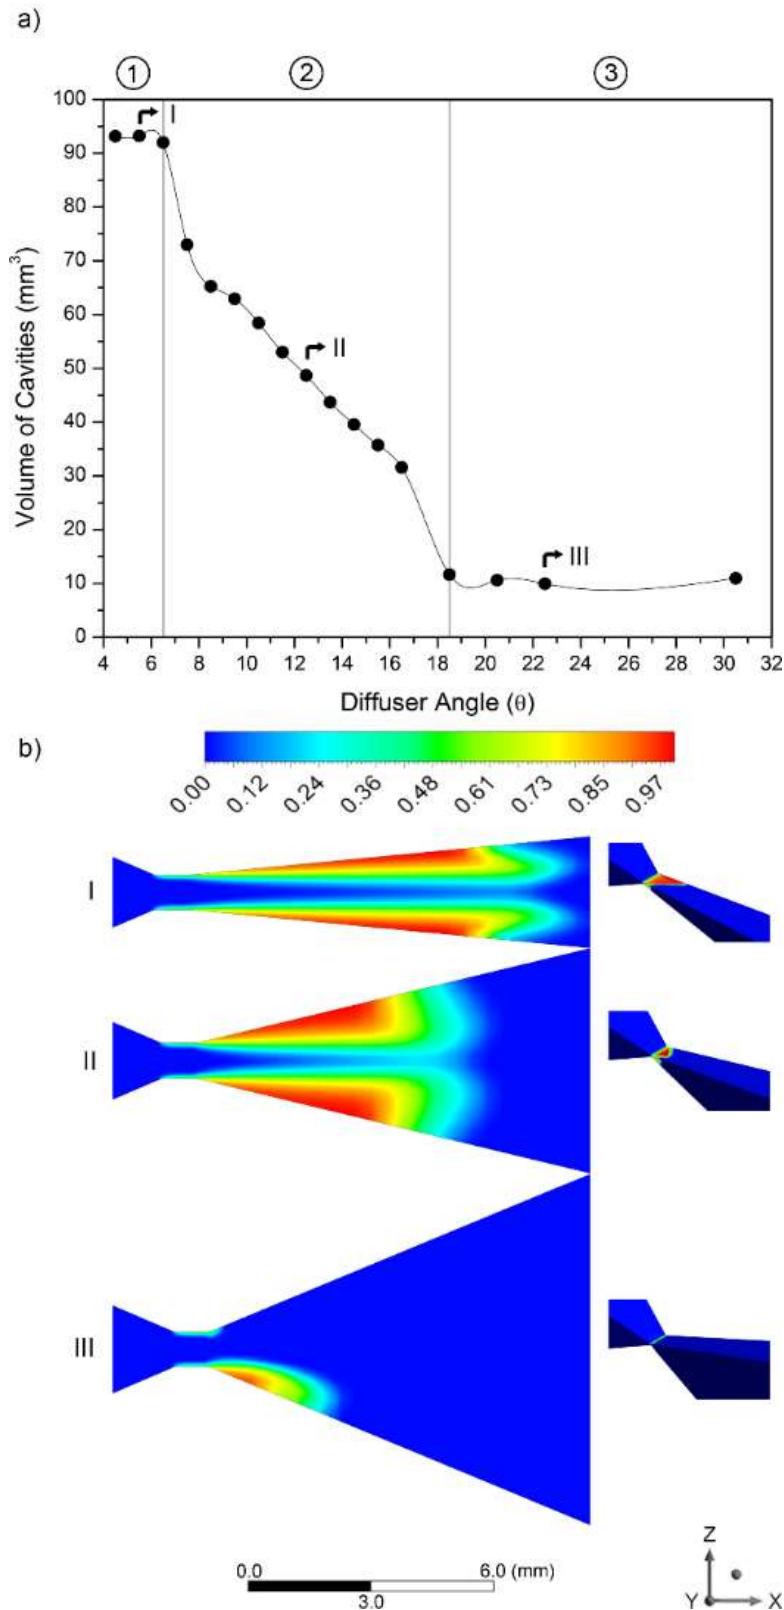 a)
① ② ③
100
90
80
70
60
50
40
30
20
10
0
Volume of Cavities (mm³)
I
II
III
4 6 8 10 12 14 16 18 20 22 24 26 28 30 32
Diffuser Angle (θ)
b)
0.00 0.12 0.24 0.36 0.48 0.61 0.73 0.85 0.97
I
II
III
0.0 6.0 (mm)
3.0
Z
Y X